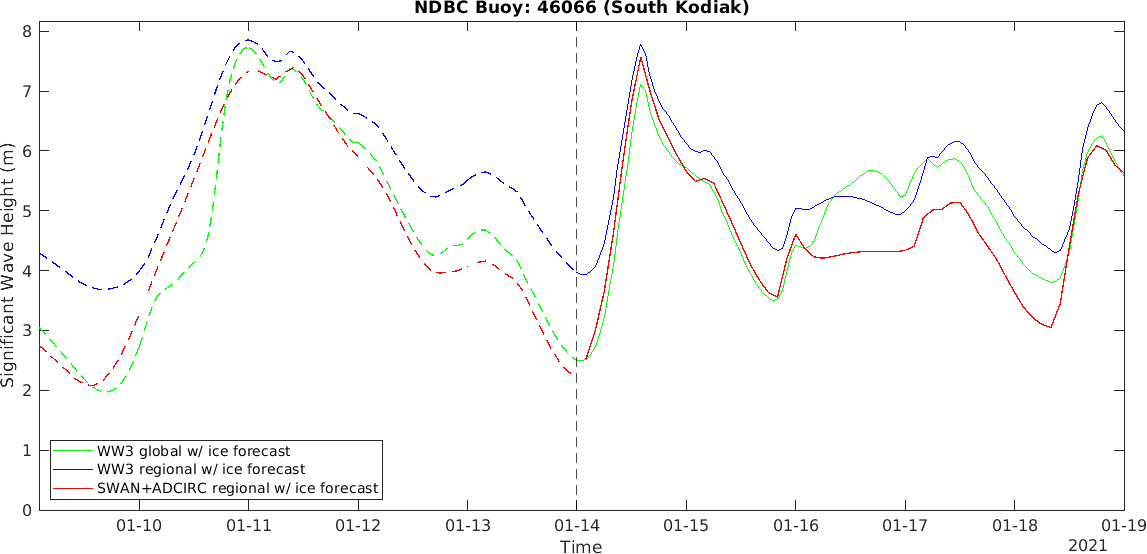 NDBC Buoy: 46066 (South Kodiak)
Significant Wave Height (m)
8
7
6
5
4
3
2
1
0
WW3 global w/ ice forecast
WW3 regional w/ ice forecast
SWAN+ADCIRC regional w/ ice forecast
01-10 01-11 01-12 01-13 01-14 01-15 01-16 01-17 01-18 01-19
Time
2021